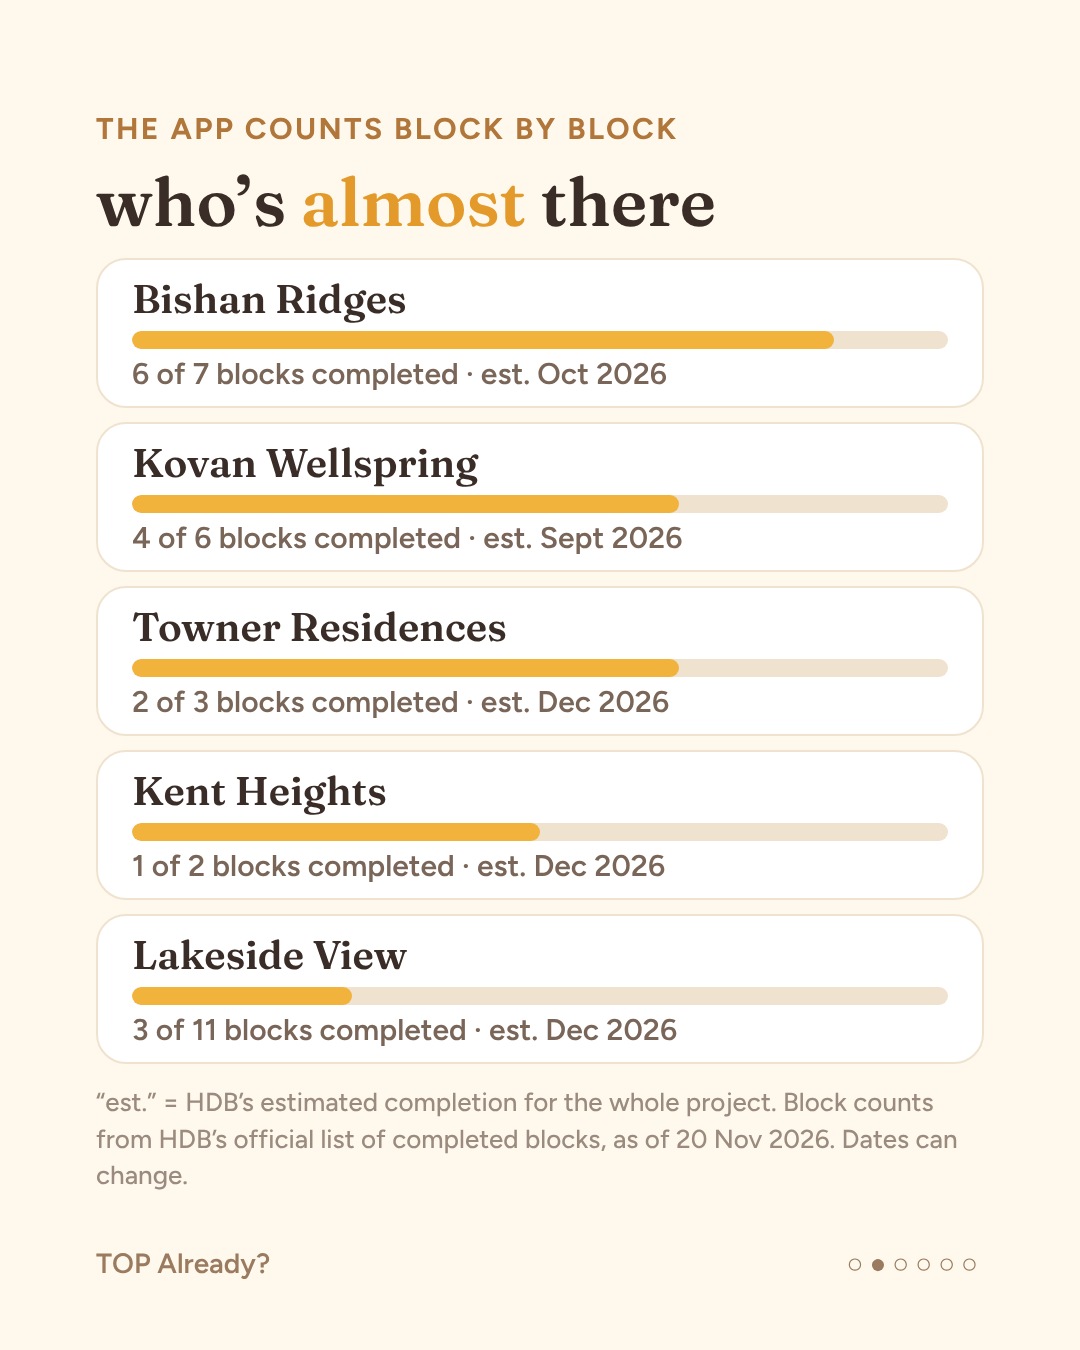 THE APP COUNTS BLOCK BY BLOCK
who’s almost there
Bishan Ridges
6 of 7 blocks completed · est. Oct 2026
Kovan Wellspring
4 of 6 blocks completed · est. Sept 2026
Towner Residences
2 of 3 blocks completed · est. Dec 2026
Kent Heights
1 of 2 blocks completed · est. Dec 2026
Lakeside View
3 of 11 blocks completed · est. Dec 2026
“est.” = HDB’s estimated completion for the whole project. Block counts
from HDB’s official list of completed blocks, as of 20 Nov 2026. Dates can
change.
TOP Already?